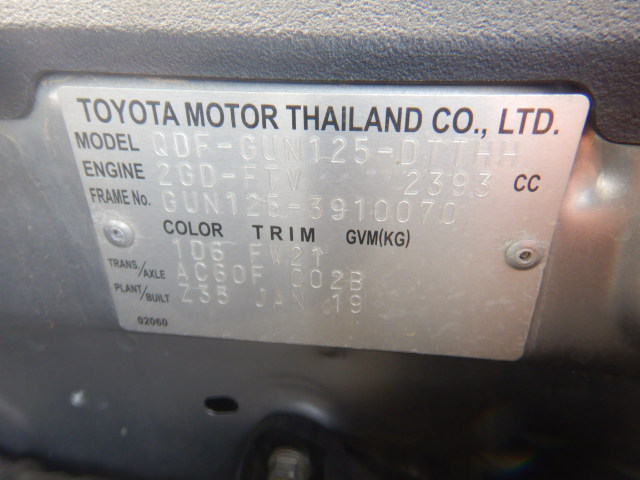 TOYOTA MOTOR THAILAND CO., LTD.
MODEL QDF-GUN125-DTTHH
ENGINE 2GD-FTV 2393 CC
FRAME No. GUN125-3910070
COLOR TRIM GVM(KG)
1D6 FW21
TRANS/AXLE AC60F C02B
PLANT/BUILT Z35 JAN 19
02060